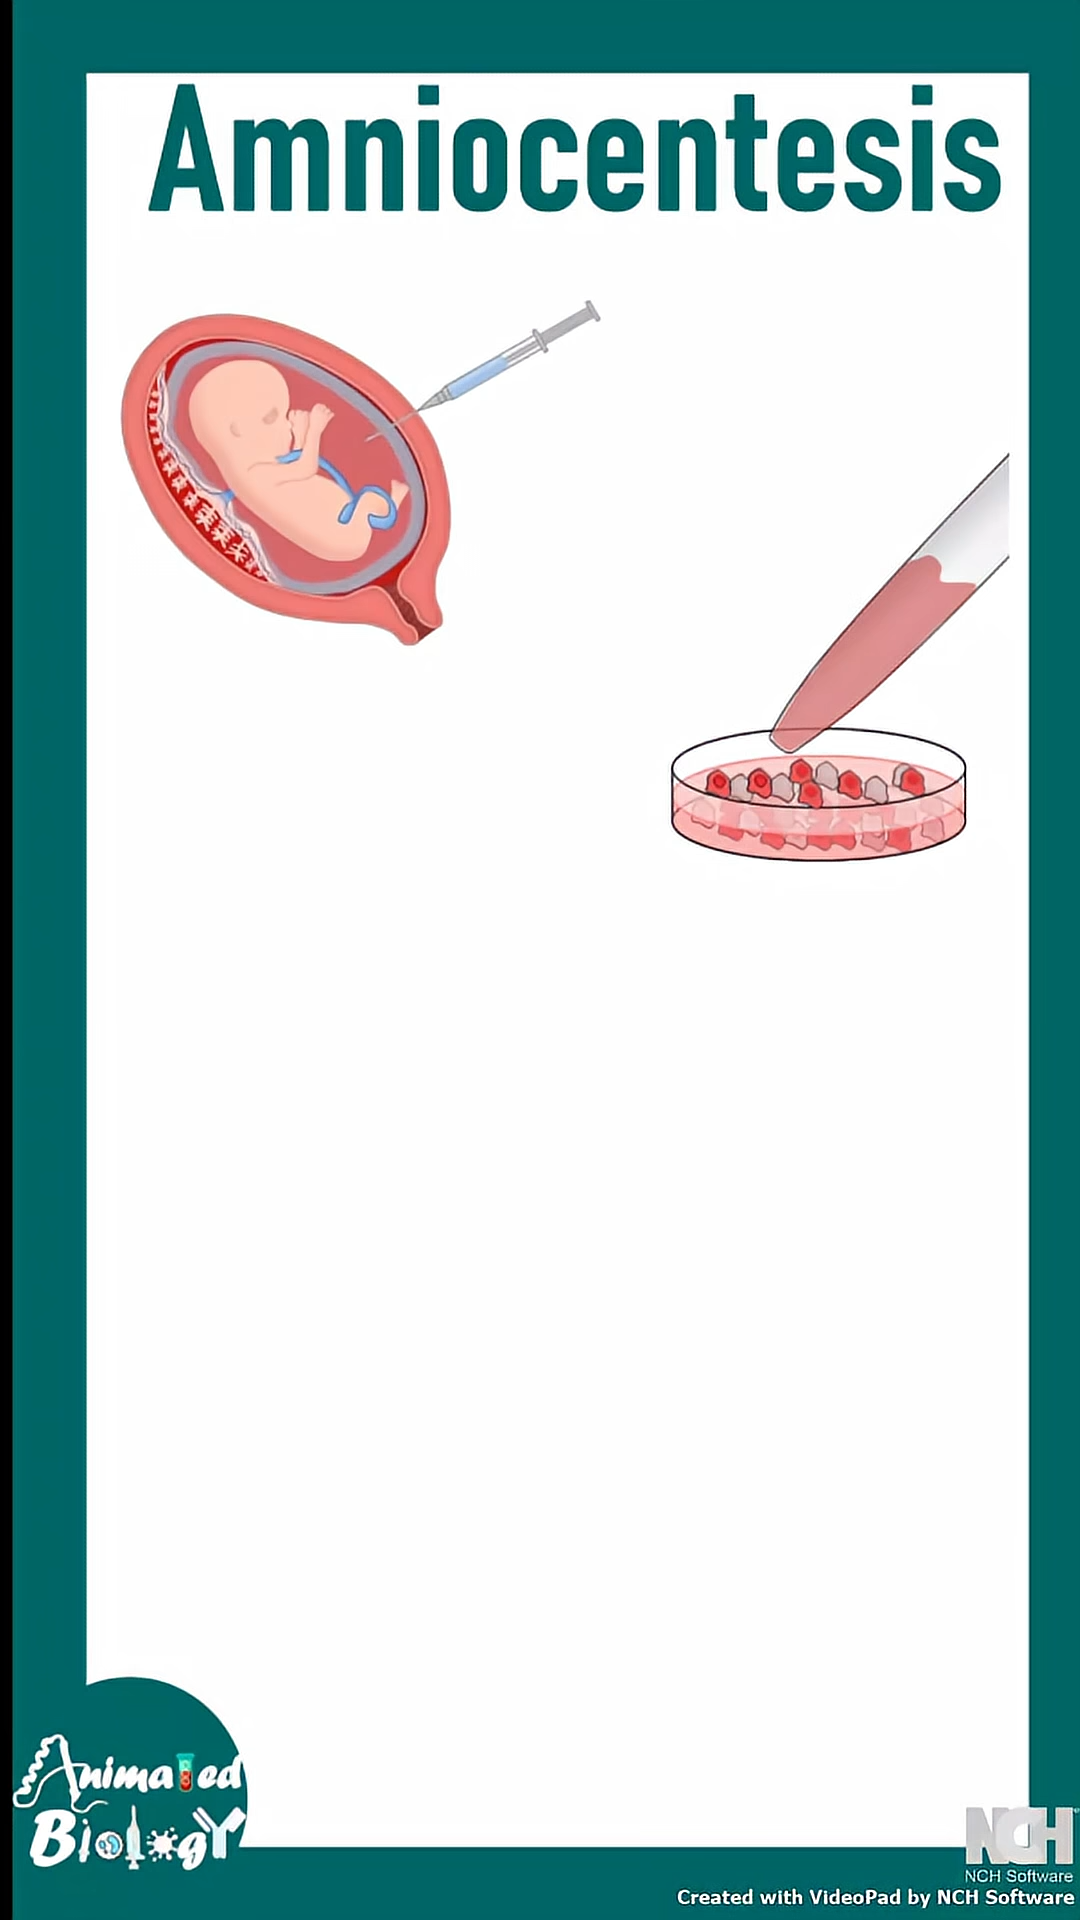 Amniocentesis
Animated
Biology
NCH
NCH Software
Created with VideoPad by NCH Software